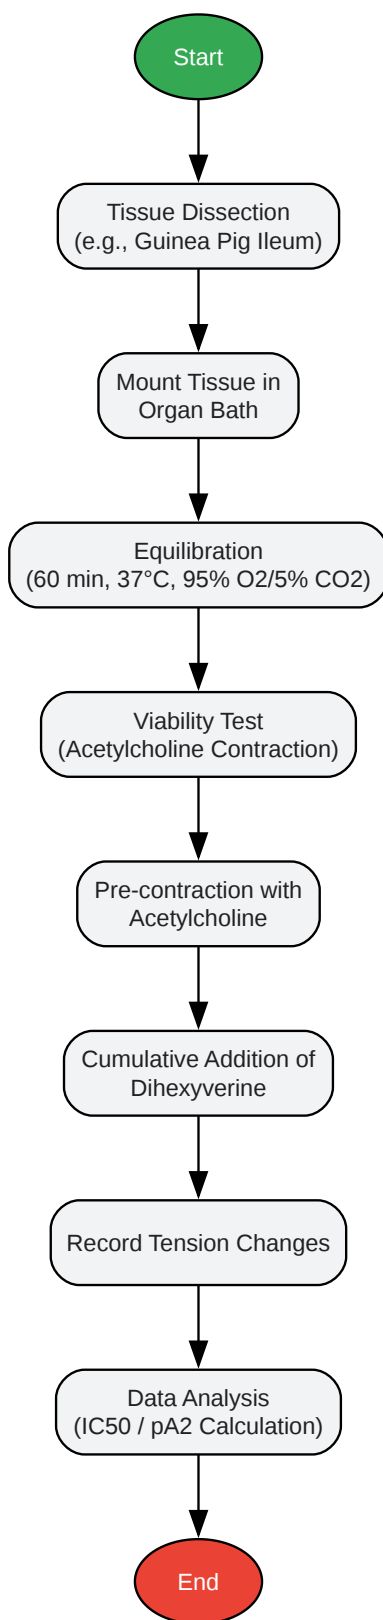 Start
Tissue Dissection
(e.g., Guinea Pig Ileum)
Mount Tissue in
Organ Bath
Equilibration
(60 min, 37°C, 95% O2/5% CO2)
Viability Test
(Acetylcholine Contraction)
Pre-contraction with
Acetylcholine
Cumulative Addition of
Dihexyverine
Record Tension Changes
Data Analysis
(IC50 / pA2 Calculation)
End